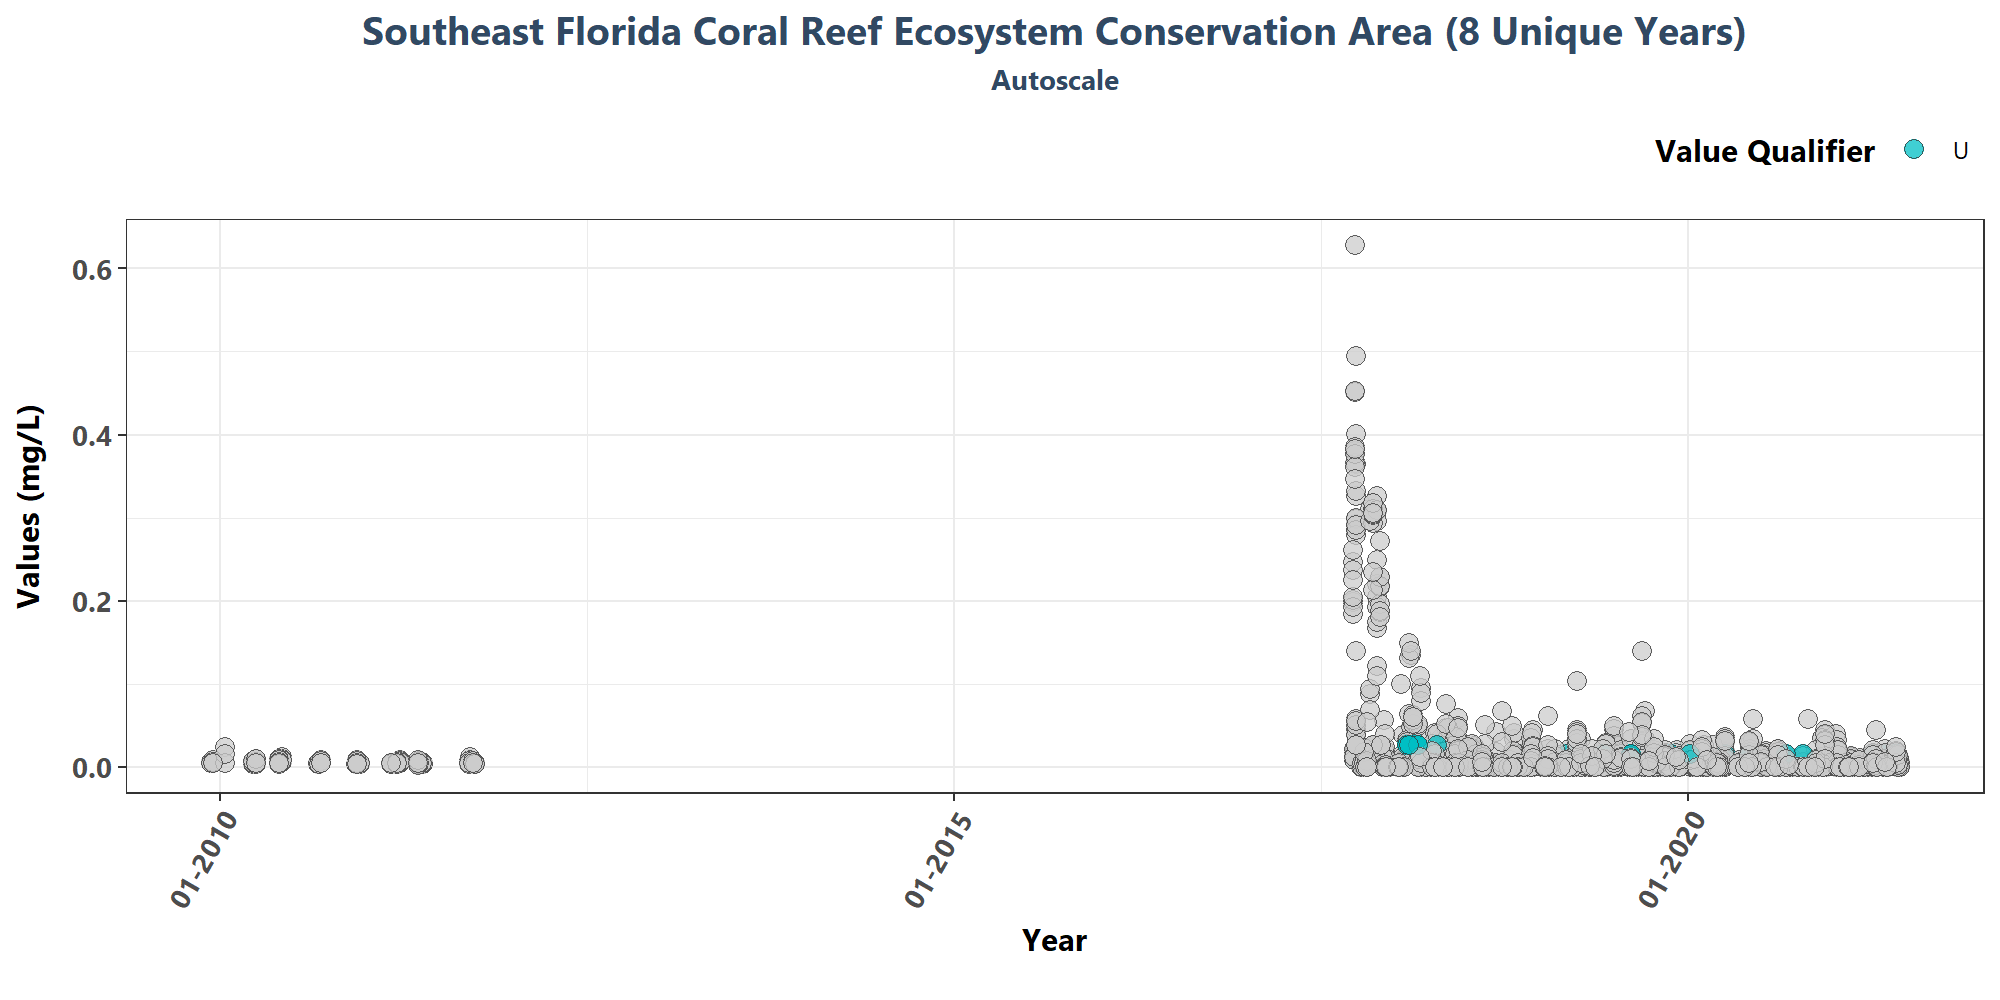 Southeast Florida Coral Reef Ecosystem Conservation Area (8 Unique Years)
Autoscale
Value Qualifier U
Values (mg/L)
0.6
0.4
0.2
0.0
01-2010
01-2015
01-2020
Year